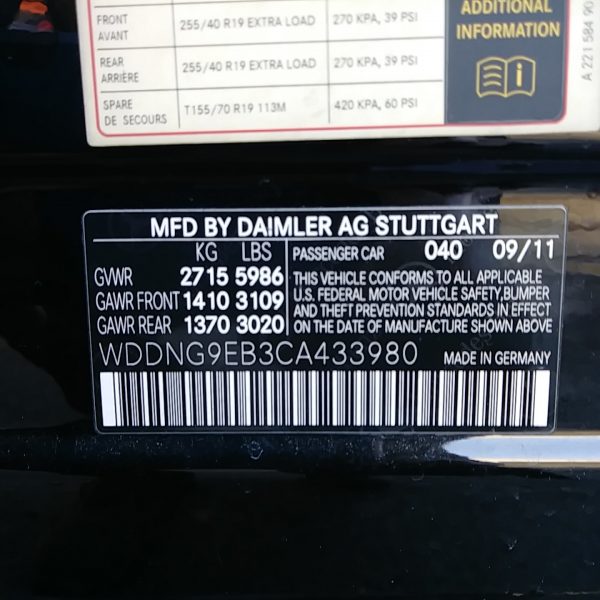 FRONT
AVANT
255/40 R19 EXTRA LOAD
270 KPA, 39 PSI
REAR
ARRIÈRE
255/40 R19 EXTRA LOAD
270 KPA, 39 PSI
SPARE
DE SECOURS
T155/70 R19 113M
420 KPA, 60 PSI
ADDITIONAL
INFORMATION
A 221 584 90
MFD BY DAIMLER AG STUTTGART
KG LBS
GVWR 2715 5986
GAWR FRONT 1410 3109
GAWR REAR 1370 3020
PASSENGER CAR 040 09/11
THIS VEHICLE CONFORMS TO ALL APPLICABLE
U.S. FEDERAL MOTOR VEHICLE SAFETY,BUMPER
AND THEFT PREVENTION STANDARDS IN EFFECT
ON THE DATE OF MANUFACTURE SHOWN ABOVE
WDDNG9EB3CA433980
MADE IN GERMANY